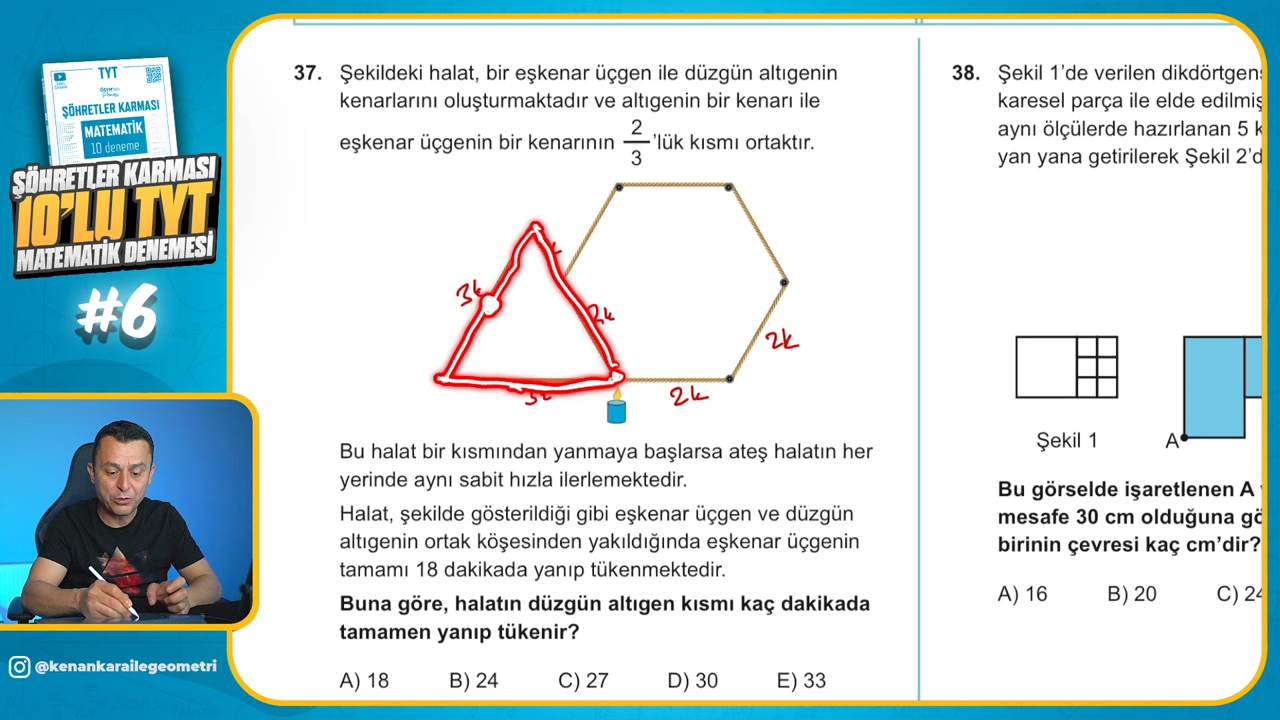 TYT
ŞÖHRETLER KARMASI
MATEMATİK
10 deneme
ŞÖHRETLER KARMASI
10'LU TYT
MATEMATİK DENEMESİ
#6
@kenankarailegeometri
37. Şekildeki halat, bir eşkenar üçgen ile düzgün altıgenin
kenarlarını oluşturmaktadır ve altıgenin bir kenarı ile
eşkenar üçgenin bir kenarının 2/3 'lük kısmı ortaktır.
3k
k
2k
2k
2k
Bu halat bir kısmından yanmaya başlarsa ateş halatın her
yerinde aynı sabit hızla ilerlemektedir.
Halat, şekilde gösterildiği gibi eşkenar üçgen ve düzgün
altıgenin ortak köşesinden yakıldığında eşkenar üçgenin
tamamı 18 dakikada yanıp tükenmektedir.
Buna göre, halatın düzgün altıgen kısmı kaç dakikada
tamamen yanıp tükenir?
A) 18 B) 24 C) 27 D) 30 E) 33
38. Şekil 1'de verilen dikdörtgens
karesel parça ile elde edilmiş
aynı ölçülerde hazırlanan 5 k
yan yana getirilerek Şekil 2'd
Şekil 1
A
Bu görselde işaretlenen A
mesafe 30 cm olduğuna gö
birinin çevresi kaç cm'dir?
A) 16 B) 20 C) 24